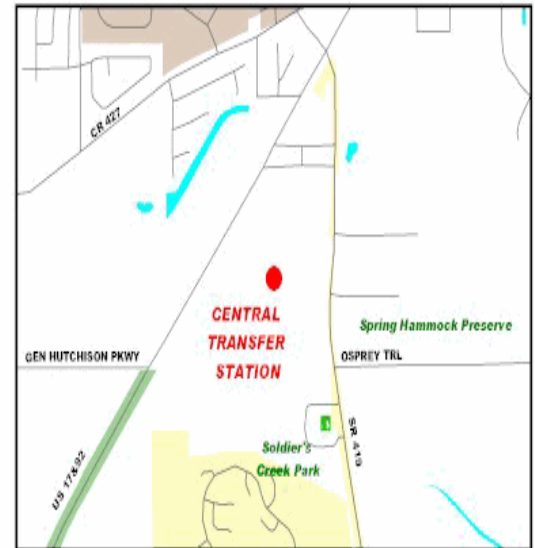 CR 427
CENTRAL
TRANSFER
STATION
Spring Hammock Preserve
GEN HUTCHISON PKWY
OSPREY TRL
US 17&92
Soldier's
Creek Park
SR 419